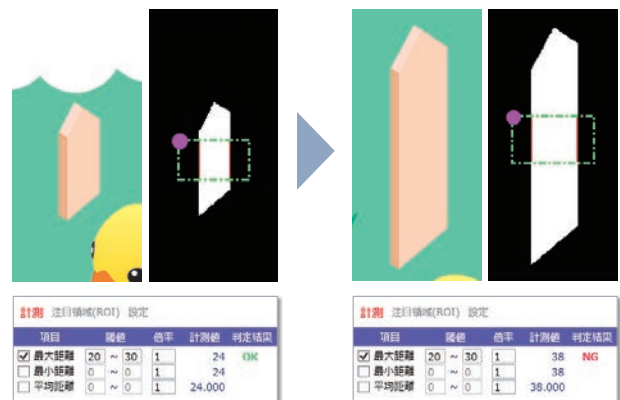 計測 注目領域(ROI) 設定
項目 閾値 倍率 計測値 判定結果
最大距離 20 ~ 30 1 24 OK
最小距離 0 ~ 0 1 24
平均距離 0 ~ 0 1 24.000
計測 注目領域(ROI) 設定
項目 閾値 倍率 計測値 判定結果
最大距離 20 ~ 30 1 38 NG
最小距離 0 ~ 0 1 38
平均距離 0 ~ 0 1 38.000